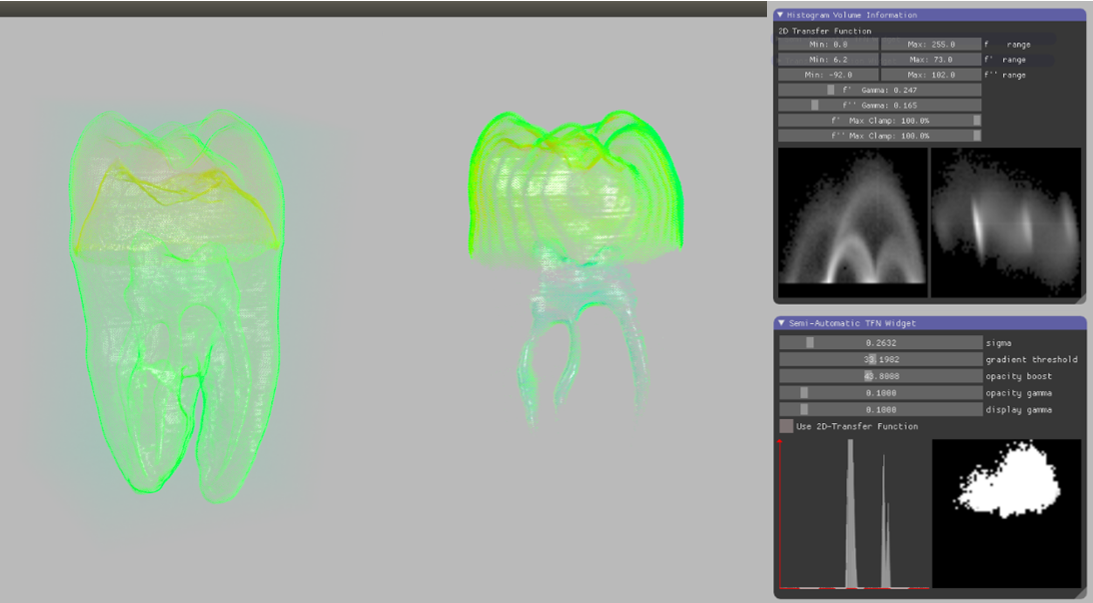 Histogram Volume Information
2D Transfer Function
Min: 0.0 Max: 255.0 f range
Min: 6.2 Max: 73.0 f' range
Min: -92.0 Max: 102.0 f'' range
f' Gamma: 0.247
f'' Gamma: 0.165
f' Max Clamp: 100.0%
f'' Max Clamp: 100.0%
Semi-Automatic TFN Widget
0.2632 sigma
33.1982 gradient threshold
opacity boost
0.1000 opacity gamma
0.1000 display gamma
Use 2D-Transfer Function